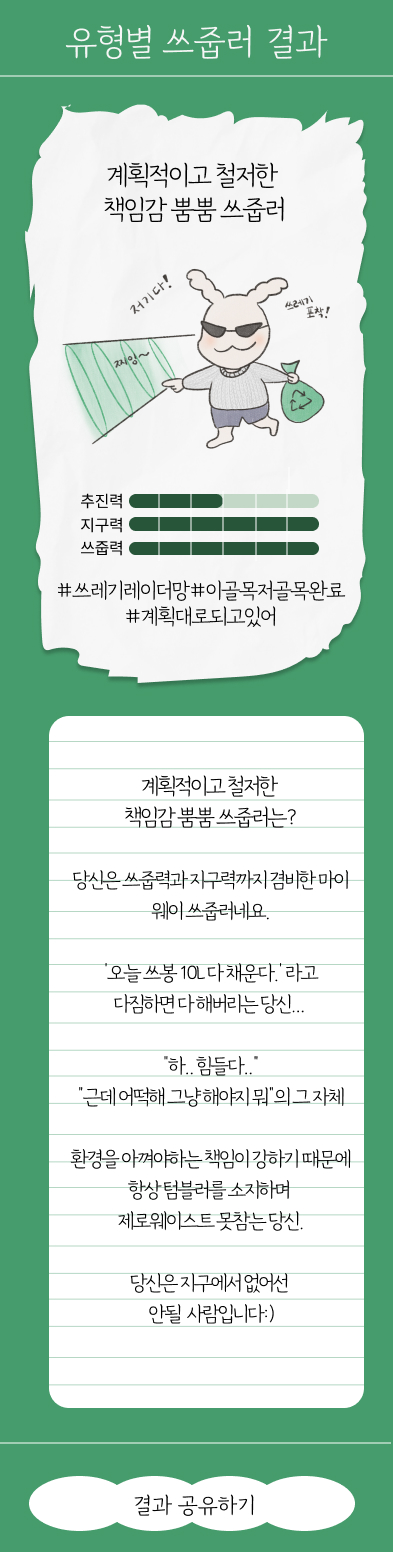 유형별 쓰줍러 결과
계획적이고 철저한
책임감 뿜뿜 쓰줍러
저기다!
쓰레기
포착!
찌잉~
추진력
지구력
쓰줍력
#쓰레기레이더망#이골목저골목완료
#계획대로되고있어
계획적이고 철저한
책임감 뿜뿜 쓰줍러는?
당신은 쓰줍력과 지구력까지 겸비한 마이
웨이 쓰줍러네요.
'오늘 쓰봉 10L 다 채운다.' 라고
다짐하면 다 해버리는 당신...
"하.. 힘들다.."
"근데 어떡해 그냥 해야지 뭐"의 그 자체
환경을 아껴야하는 책임이 강하기 때문에
항상 텀블러를 소지하며
제로웨이스트 못참는 당신.
당신은 지구에서 없어선
안될 사람입니다:)
결과 공유하기